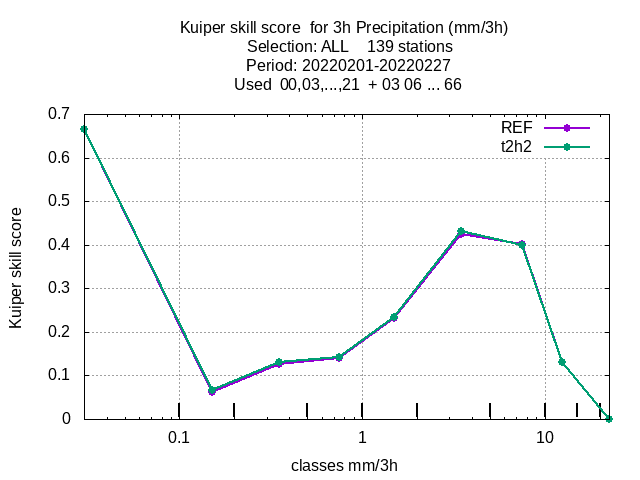 Kuiper skill score  for 3h Precipitation (mm/3h)
Selection: ALL    139 stations
Period: 20220201-20220227
Used  00,03,...,21  + 03 06 ... 66
REF
t2h2
Kuiper skill score
0.7
0.6
0.5
0.4
0.3
0.2
0.1
0
0.1 1 10
classes mm/3h